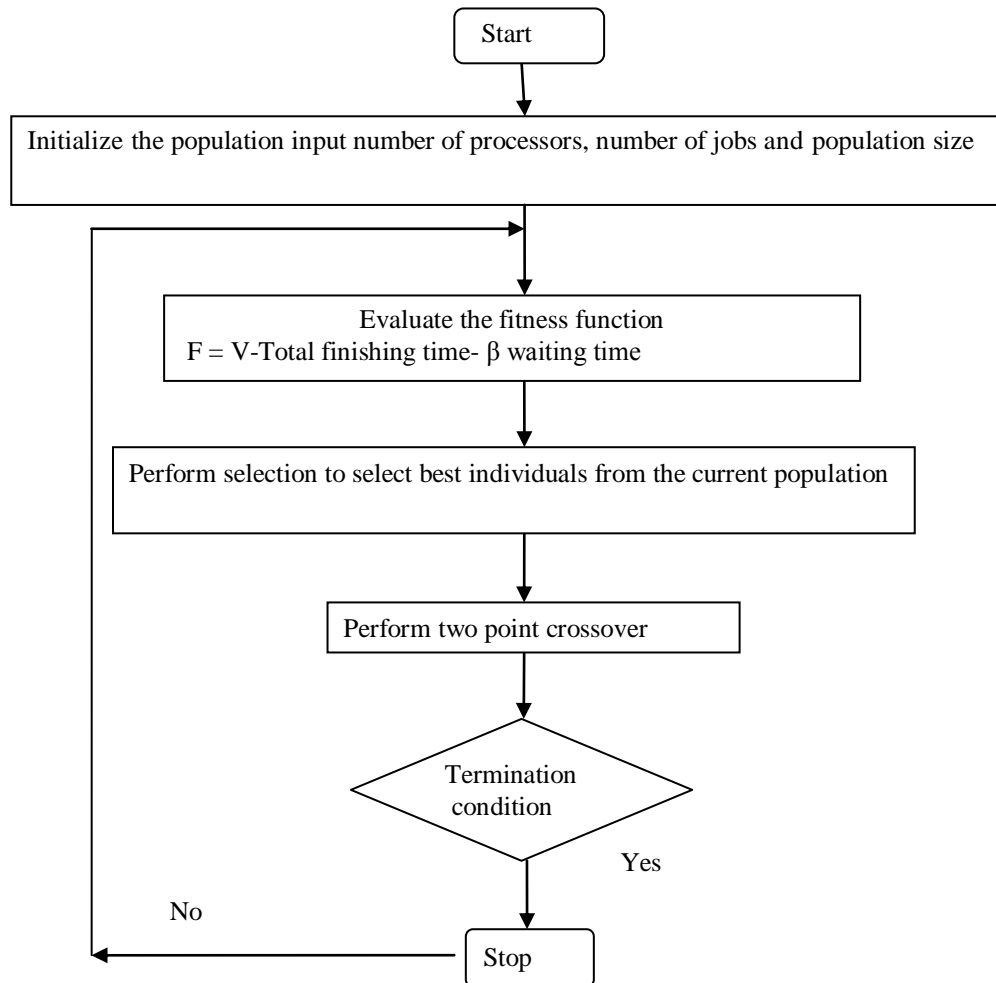 Start
Initialize the population input number of processors, number of jobs and population size
Evaluate the fitness function
F = V-Total finishing time- β waiting time
Perform selection to select best individuals from the current population
Perform two point crossover
Termination
condition
Yes
No
Stop